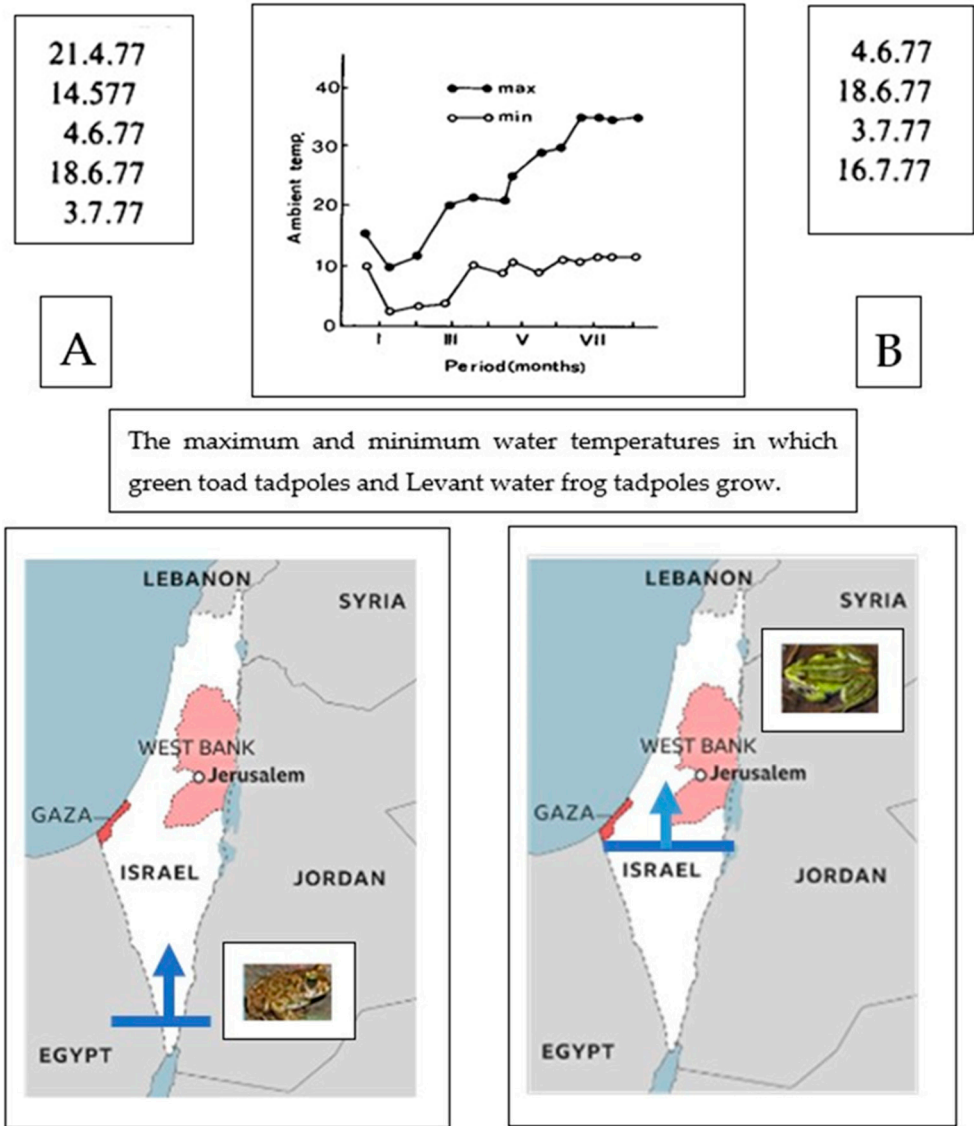 21.4.77
14.577
4.6.77
18.6.77
3.7.77
40
30
20
10
0
Ambient temp.
max
min
I
III
V
VII
Period(months)
4.6.77
18.6.77
3.7.77
16.7.77
A
B
The maximum and minimum water temperatures in which
green toad tadpoles and Levant water frog tadpoles grow.
LEBANON
SYRIA
WEST BANK
Jerusalem
GAZA
ISRAEL
JORDAN
EGYPT
LEBANON
SYRIA
WEST BANK
Jerusalem
GAZA
ISRAEL
JORDAN
EGYPT